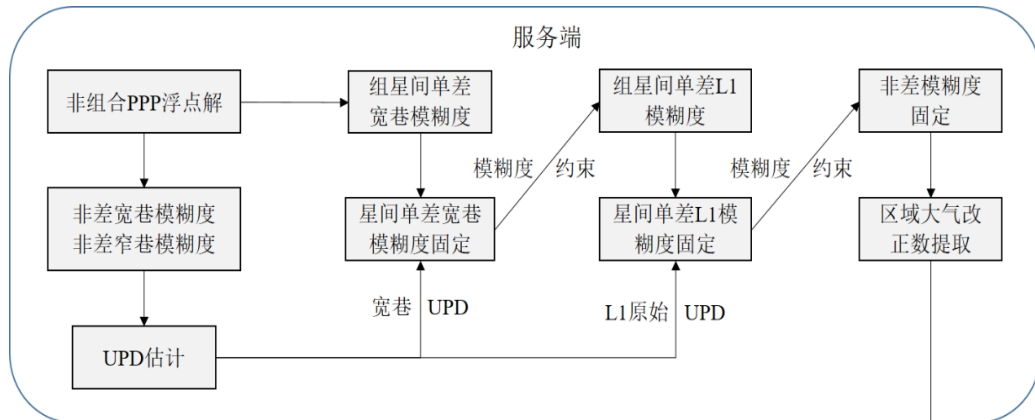 服务端
非组合PPP浮点解
组星间单差
宽巷模糊度
组星间单差L1
模糊度
非差模糊度
固定
模糊度
约束
模糊度
约束
非差宽巷模糊度
非差窄巷模糊度
星间单差宽巷
模糊度固定
星间单差L1模
糊度固定
区域大气改
正数提取
宽巷
UPD
L1原始
UPD
UPD估计